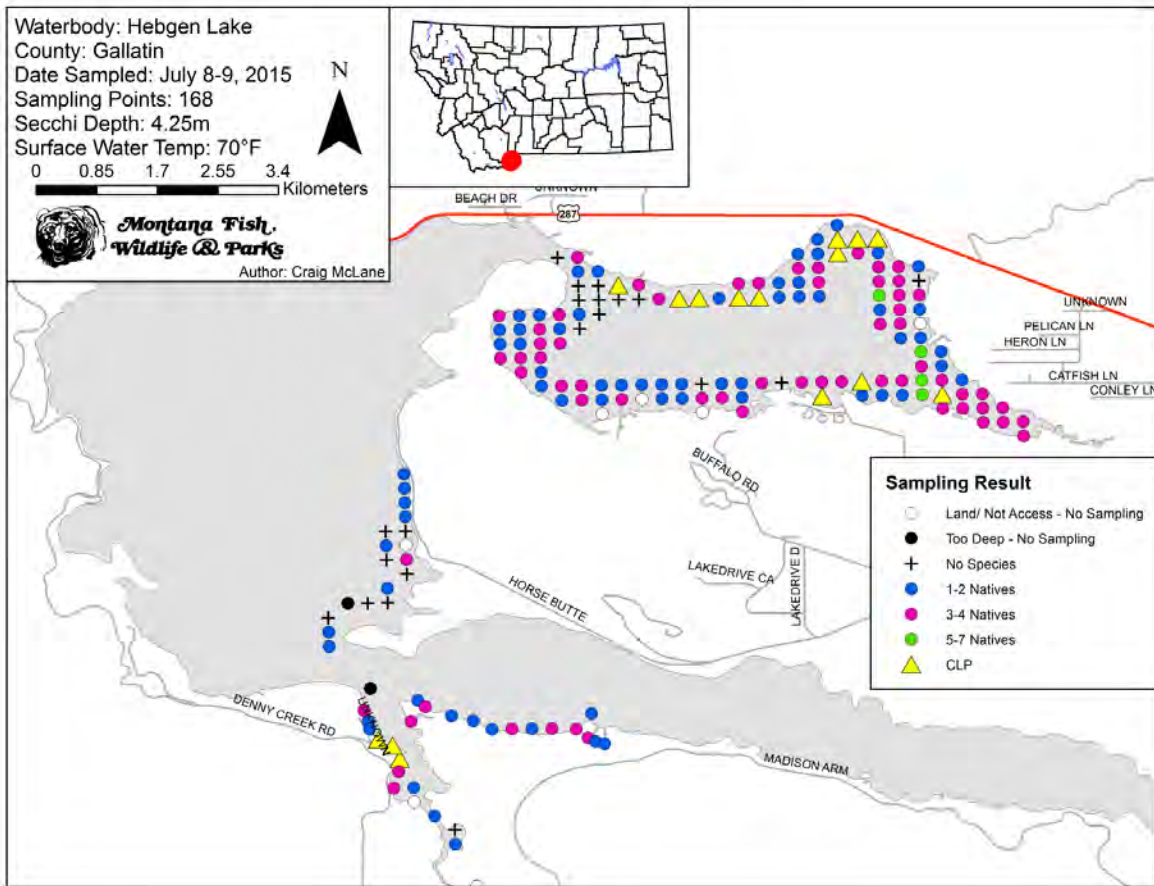 Waterbody: Hebgen Lake
County: Gallatin
Date Sampled: July 8-9, 2015
Sampling Points: 168
Secchi Depth: 4.25m
Surface Water Temp: 70°F
N
0 0.85 1.7 2.55 3.4
Kilometers
Montana Fish,
Wildlife & Parks
Author: Craig McLane
UNKNOWN
BEACH DR
287
UNKNOWN
PELICAN LN
HERON LN
CATFISH LN
CONLEY LN
BUFFALO RD
HORSE BUTTE
LAKEDRIVE CA
LAKEDRIVE D
DENNY CREEK RD
UNKNOWN
MADISON ARM
Sampling Result
Land/ Not Access - No Sampling
Too Deep - No Sampling
No Species
1-2 Natives
3-4 Natives
5-7 Natives
CLP